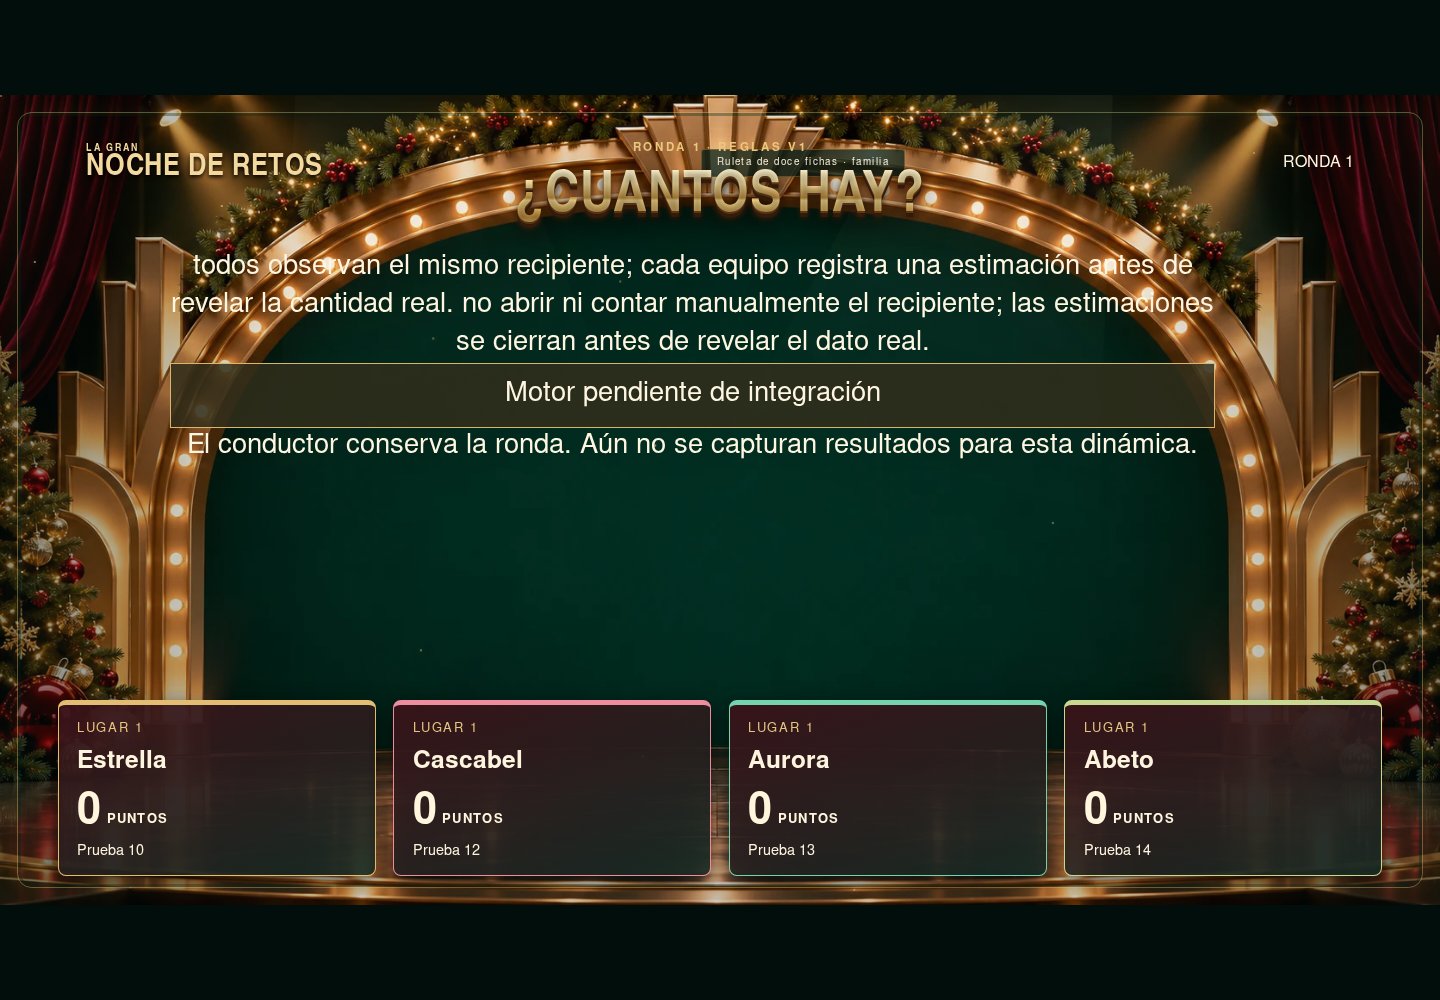 LA GRAN
NOCHE DE RETOS
RONDA 1 · REGLAS V1
Ruleta de doce fichas · familia
¿CUANTOS HAY?
RONDA 1
todos observan el mismo recipiente; cada equipo registra una estimación antes de
revelar la cantidad real. no abrir ni contar manualmente el recipiente; las estimaciones
se cierran antes de revelar el dato real.
Motor pendiente de integración
El conductor conserva la ronda. Aún no se capturan resultados para esta dinámica.
LUGAR 1
Estrella
0 PUNTOS
Prueba 10
LUGAR 1
Cascabel
0 PUNTOS
Prueba 12
LUGAR 1
Aurora
0 PUNTOS
Prueba 13
LUGAR 1
Abeto
0 PUNTOS
Prueba 14